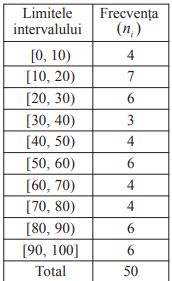 Limitele intervalului Frecvența (nᵢ)
[0, 10) 4
[10, 20) 7
[20, 30) 6
[30, 40) 3
[40, 50) 4
[50, 60) 6
[60, 70) 4
[70, 80) 4
[80, 90) 6
[90, 100] 6
Total 50